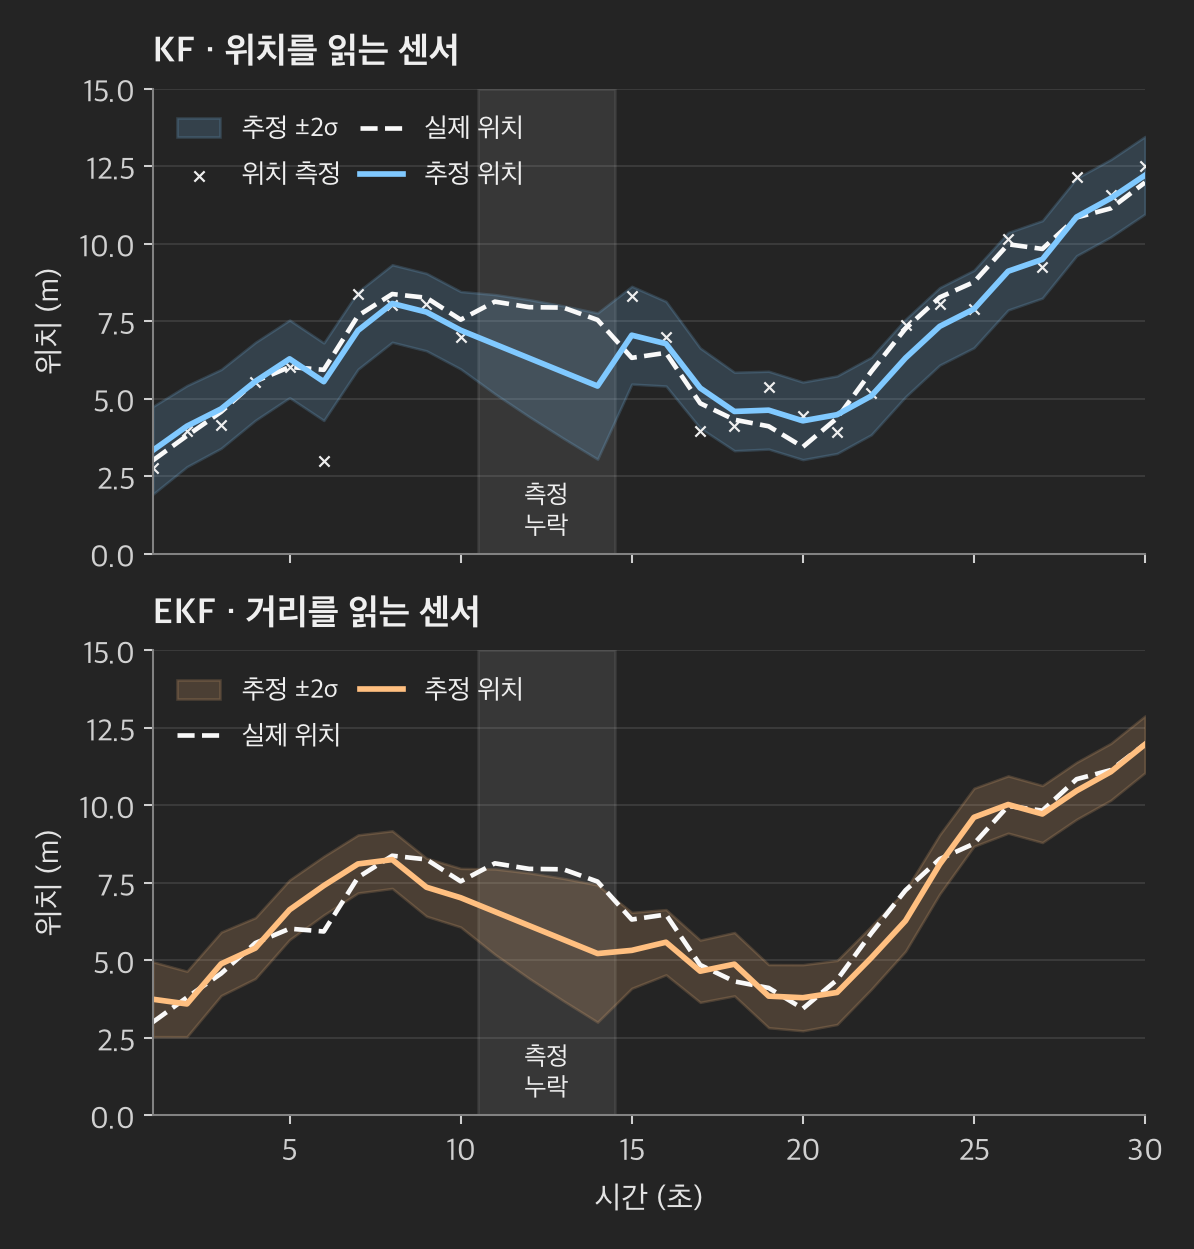 KF · 위치를 읽는 센서
15.0
12.5
10.0
7.5
5.0
2.5
0.0
위치 (m)
추정 ±2σ
실제 위치
위치 측정
추정 위치
측정
누락
EKF · 거리를 읽는 센서
15.0
12.5
10.0
7.5
5.0
2.5
0.0
위치 (m)
추정 ±2σ
추정 위치
실제 위치
측정
누락
5 10 15 20 25 30
시간 (초)